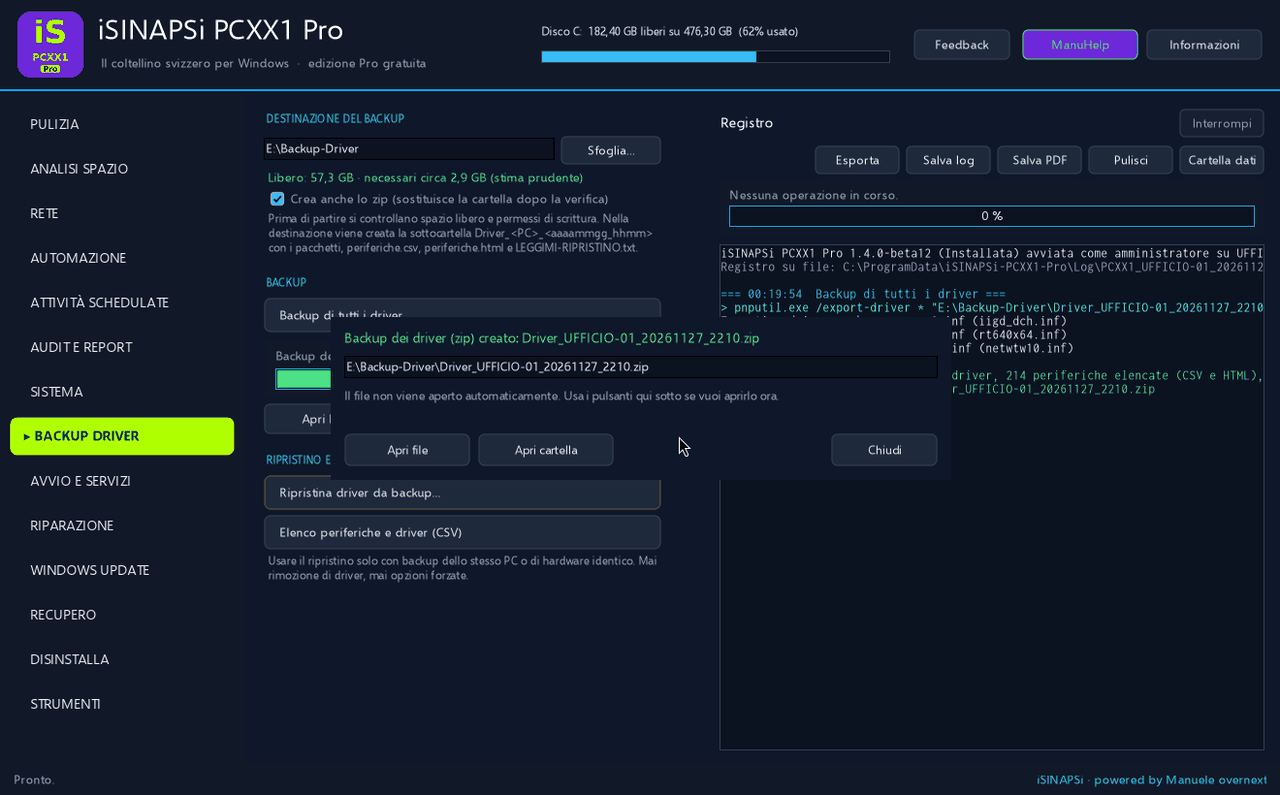 iS
PCXX1
Pro
iSINAPSi PCXX1 Pro
Il coltellino svizzero per Windows · edizione Pro gratuita
Disco C: 182,40 GB liberi su 476,30 GB (62% usato)
Feedback
ManuHelp
Informazioni
PULIZIA
ANALISI SPAZIO
RETE
AUTOMAZIONE
ATTIVITÀ SCHEDULATE
AUDIT E REPORT
SISTEMA
▸ BACKUP DRIVER
AVVIO E SERVIZI
RIPARAZIONE
WINDOWS UPDATE
RECUPERO
DISINSTALLA
STRUMENTI
DESTINAZIONE DEL BACKUP
E:\Backup-Driver
Sfoglia...
Libero: 57,3 GB · necessari circa 2,9 GB (stima prudente)
Crea anche lo zip (sostituisce la cartella dopo la verifica)
Prima di partire si controllano spazio libero e permessi di scrittura. Nella
destinazione viene creata la sottocartella Driver_<PC>_<aaaammgg_hhmm>
con i pacchetti, periferiche.csv, periferiche.html e LEGGIMI-RIPRISTINO.txt.
BACKUP
Backup di tutti i driver
Backup de
Apri
RIPRISTINO E
Ripristina driver da backup...
Elenco periferiche e driver (CSV)
Usare il ripristino solo con backup dello stesso PC o di hardware identico. Mai
rimozione di driver, mai opzioni forzate.
Backup dei driver (zip) creato: Driver_UFFICIO-01_20261127_2210.zip
E:\Backup-Driver\Driver_UFFICIO-01_20261127_2210.zip
Il file non viene aperto automaticamente. Usa i pulsanti qui sotto se vuoi aprirlo ora.
Apri file
Apri cartella
Chiudi
Registro
Interrompi
Esporta
Salva log
Salva PDF
Pulisci
Cartella dati
Nessuna operazione in corso.
0 %
iSINAPSi PCXX1 Pro 1.4.0-beta12 (Installata) avviata come amministratore su UFFI
Registro su file: C:\ProgramData\iSINAPSi-PCXX1-Pro\Log\PCXX1_UFFICIO-01_2026112
=== 00:19:54 Backup di tutti i driver ===
> pnputil.exe /export-driver * "E:\Backup-Driver\Driver_UFFICIO-01_20261127_2210
inf (iigd_dch.inf)
inf (rt640x64.inf)
inf (netwtw10.inf)
driver, 214 periferiche elencate (CSV e HTML),
r_UFFICIO-01_20261127_2210.zip
Pronto.
iSINAPSi · powered by Manuele overnext